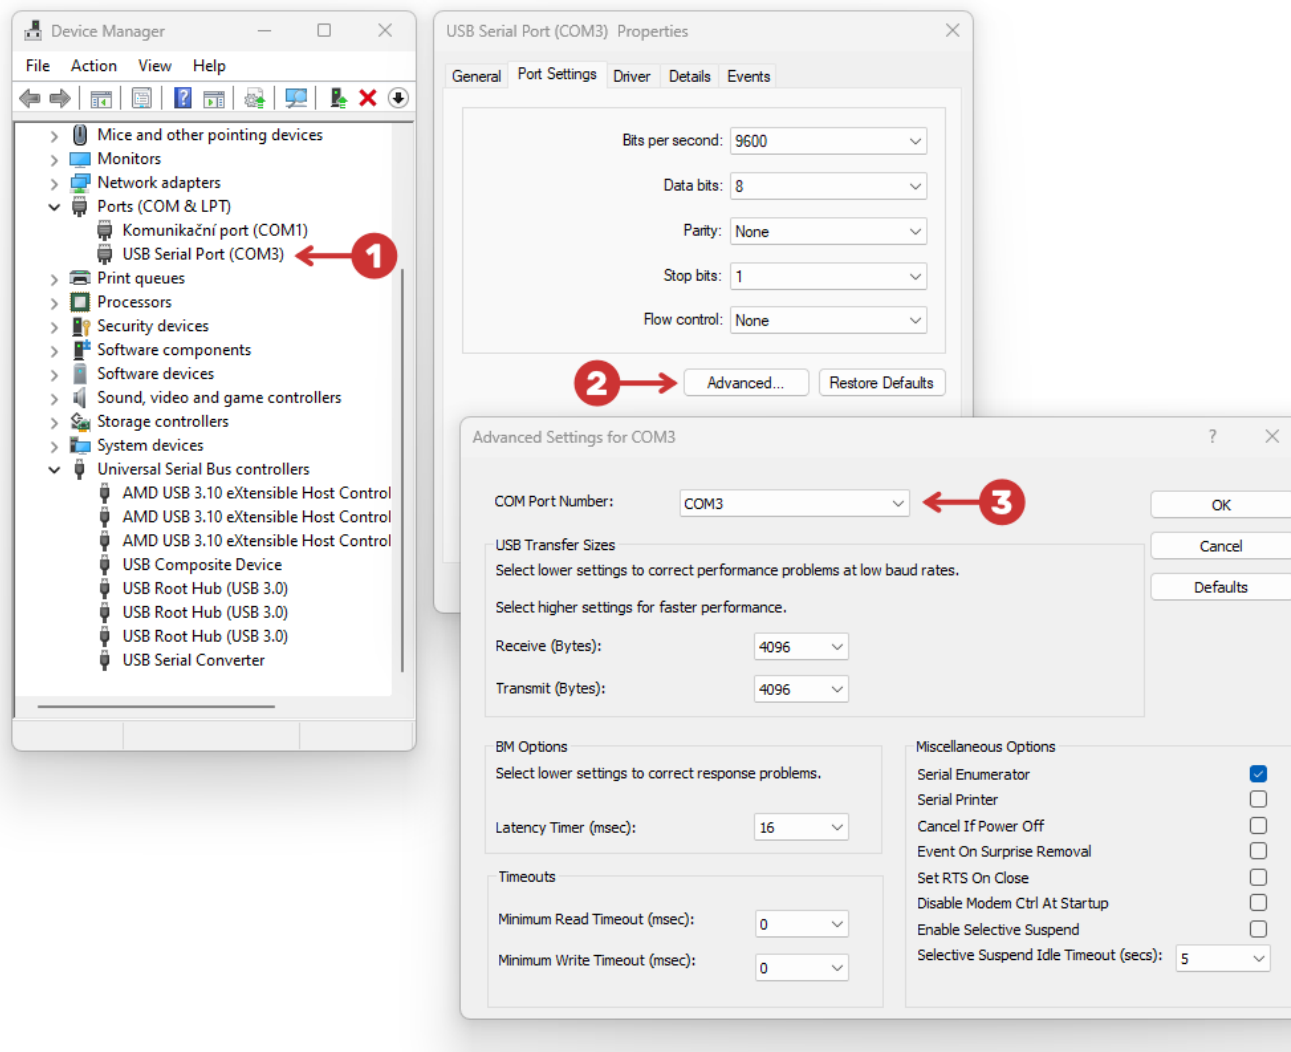 Device Manager
File Action View Help
Mice and other pointing devices
Monitors
Network adapters
Ports (COM & LPT)
Komunikační port (COM1)
USB Serial Port (COM3)
1
Print queues
Processors
Security devices
Software components
Software devices
Sound, video and game controllers
Storage controllers
System devices
Universal Serial Bus controllers
AMD USB 3.10 eXtensible Host Control
AMD USB 3.10 eXtensible Host Control
AMD USB 3.10 eXtensible Host Control
USB Composite Device
USB Root Hub (USB 3.0)
USB Root Hub (USB 3.0)
USB Root Hub (USB 3.0)
USB Serial Converter
USB Serial Port (COM3) Properties
General Port Settings Driver Details Events
Bits per second: 9600
Data bits: 8
Parity: None
Stop bits: 1
Flow control: None
2 Advanced... Restore Defaults
Advanced Settings for COM3 ?
COM Port Number: COM3 3
OK
Cancel
Defaults
USB Transfer Sizes
Select lower settings to correct performance problems at low baud rates.
Select higher settings for faster performance.
Receive (Bytes): 4096
Transmit (Bytes): 4096
BM Options
Select lower settings to correct response problems.
Latency Timer (msec): 16
Timeouts
Minimum Read Timeout (msec): 0
Minimum Write Timeout (msec): 0
Miscellaneous Options
Serial Enumerator
Serial Printer
Cancel If Power Off
Event On Surprise Removal
Set RTS On Close
Disable Modem Ctrl At Startup
Enable Selective Suspend
Selective Suspend Idle Timeout (secs): 5